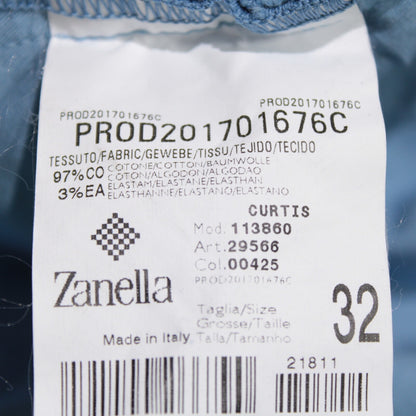 PROD201701676C
PROD201701676C
PROD201701676C
TESSUTO/FABRIC/GEWEBE/TISSU/TEJIDO/TECIDO
97%CO COTONE/COTTON/BAUMWOLLE
COTON/ALGODON/ALGODAO
3%EA ELASTAM/ELASTANE/ELASTHAN
ELASTHANNE/ELASTANO/ELASTANO
CURTIS
Mod. 113860
Art. 29566
Col. 00425
PROD201701676C
Zanella
Taglia/Size
Grosse/Taille
Talla/Tamanho
32
Made in Italy
21811